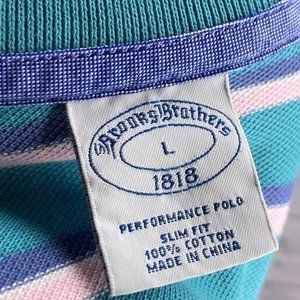 Brooks Brothers
L
1818
PERFORMANCE POLO
SLIM FIT
100% COTTON
MADE IN CHINA